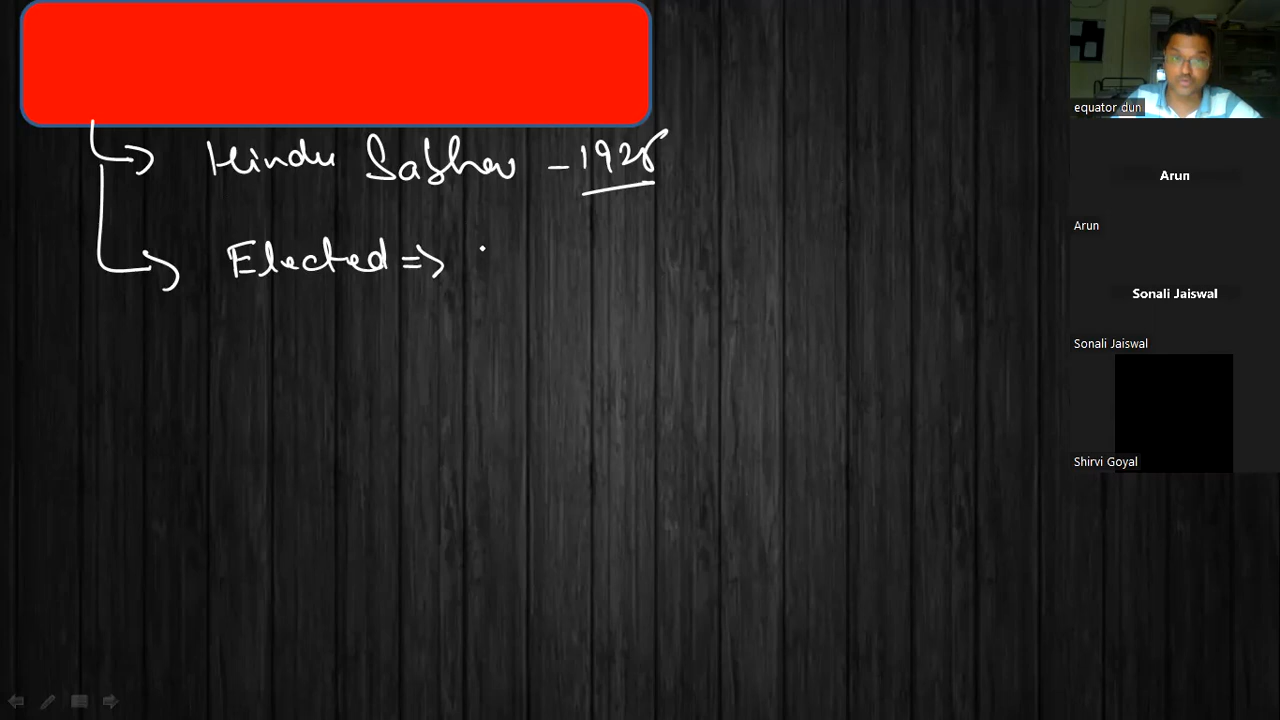 Hindu Sabha - 1928
Elected =>
equator dun
Arun
Arun
Sonali Jaiswal
Sonali Jaiswal
Shirvi Goyal